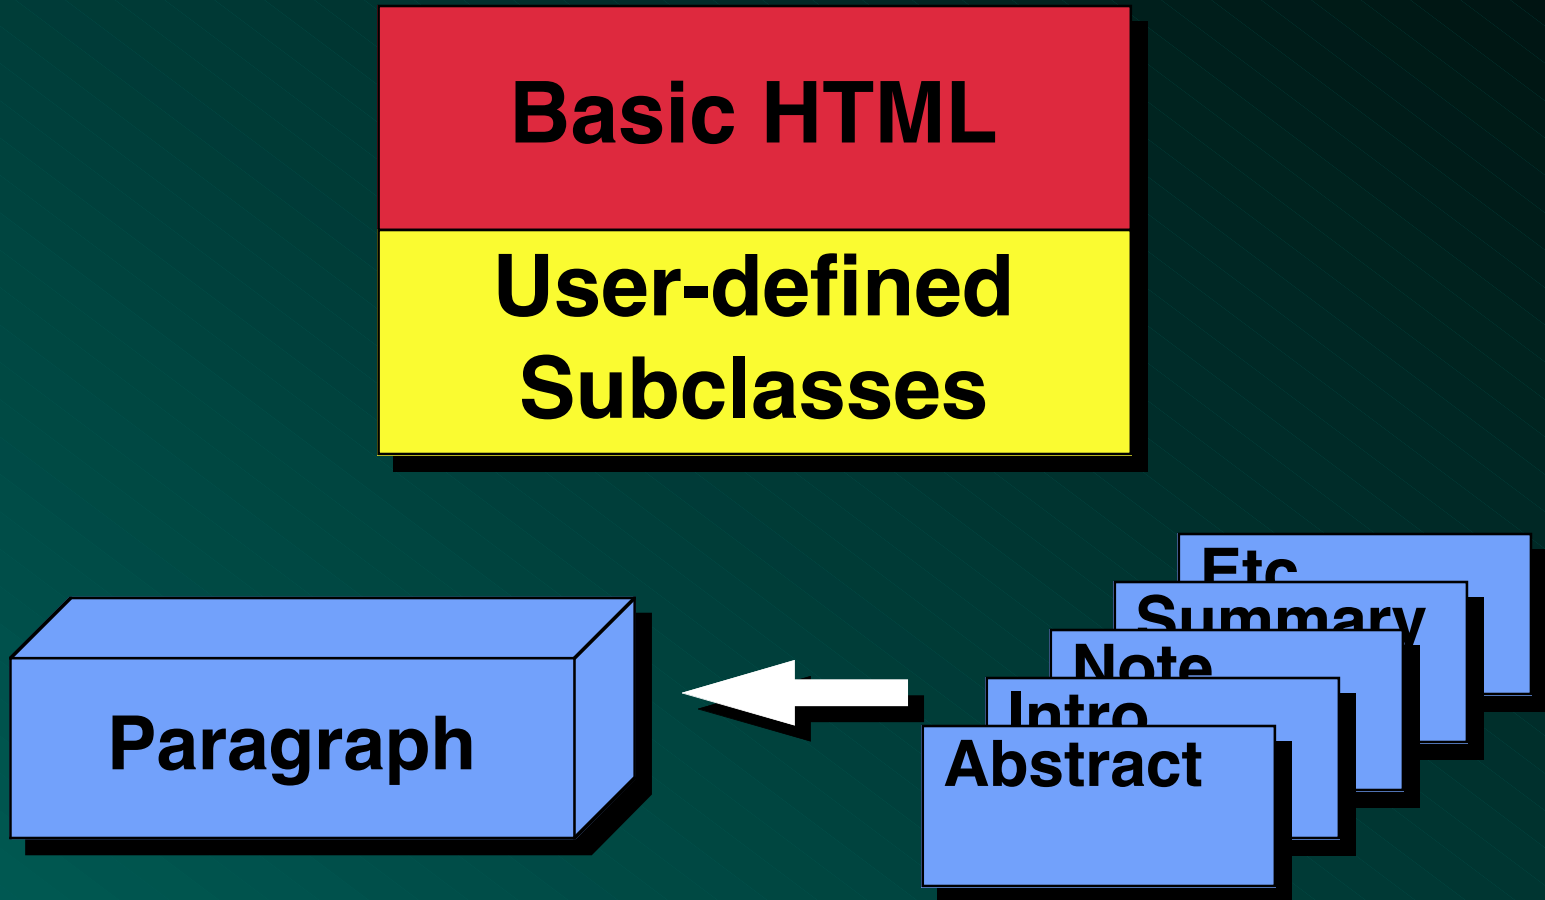 Basic HTML
User-defined
Subclasses
Paragraph
Etc
Summary
Note
Intro
Abstract